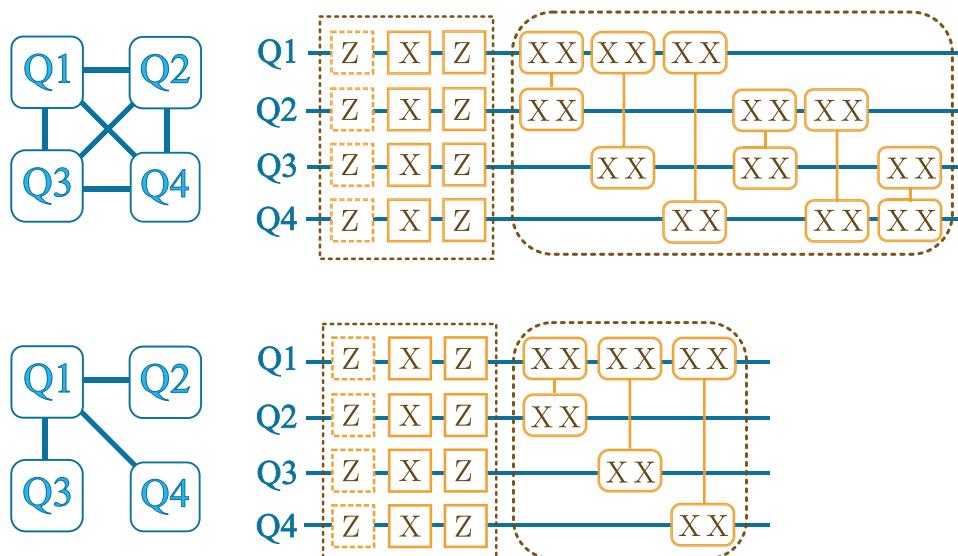 Q1 Q2
Q3 Q4
Q1 Z X Z XX XX XX
Q2 Z X Z XX XX XX
Q3 Z X Z XX XX XX
Q4 Z X Z XX XX XX
Q1 Q2
Q3 Q4
Q1 Z X Z XX XX XX
Q2 Z X Z XX
Q3 Z X Z XX
Q4 Z X Z XX